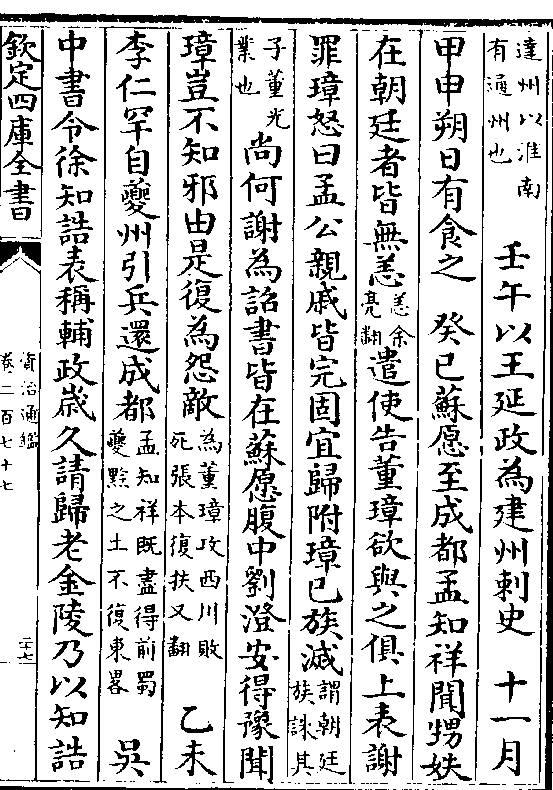 達州以淮南
有通州也 壬午以王延政為建州刺史 十一月
甲申朔日有食之 癸巳蘇愿至成都孟知祥聞甥妷
在朝廷者皆無恙恙余
亮翻遣使告董璋欲與之俱上表謝
罪璋怒曰孟公親戚皆完固宜歸附璋已族滅謂朝廷
族誅其
子董光
業也尚何謝為詔書皆在蘇愿腹中劉澄安得豫聞
璋豈不知邪由是復為怨敵為董璋攻西川敗
死張本復扶又翻 乙未
李仁罕自夔州引兵還成都孟知祥既盡得前蜀
夔黔之土不復東畧 吳
中書令徐知誥表稱輔政嵗久請歸老金陵乃以知誥
欽定四庫全書
資治通鑑
卷二百七十七
二十七